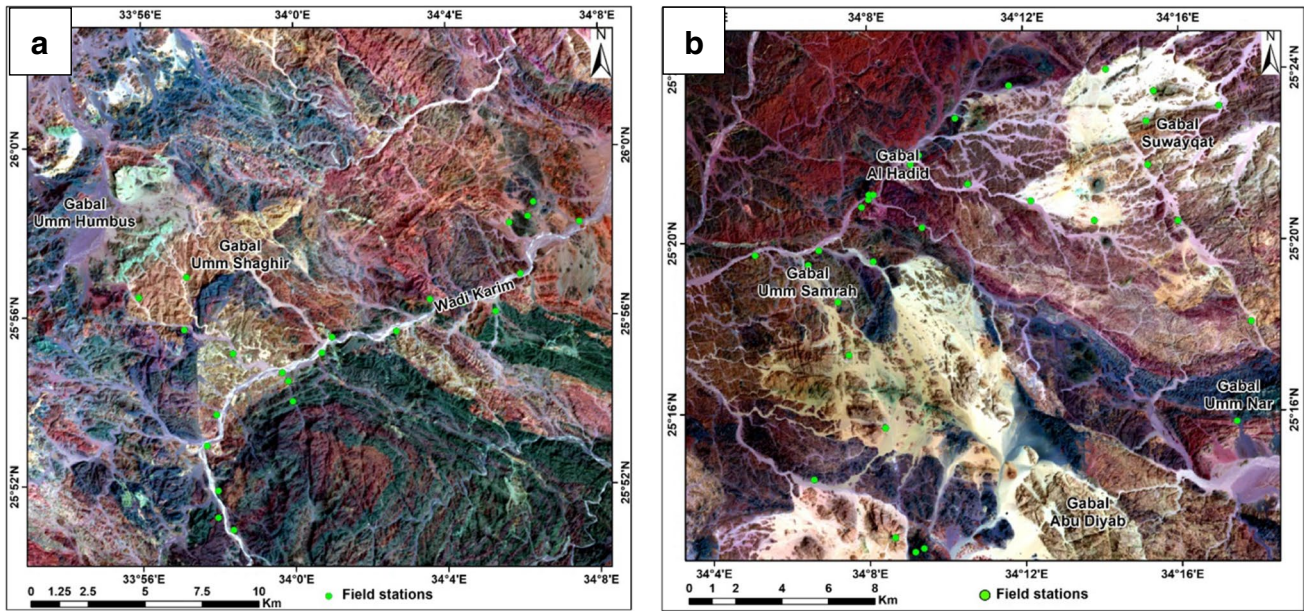 a
33°56'E 34°0'E 34°4'E 34°8'E
26°0'N
26°0'N
Gabal
Umm Humbus
Gabal
Umm Shaghir
Wadi Karim
25°56'N
25°56'N
25°52'N
25°52'N
33°56'E 34°0'E 34°4'E 34°8'E
0 1.25 2.5 5 7.5 10
Km
Field stations
b
34°8'E 34°12'E 34°16'E
25°24'N
Gabal
Suwayqat
Gabal
Al Hadid
25°20'N
25°20'N
Gabal
Umm Samrah
25°16'N
25°16'N
Gabal
Umm Nar
Gabal
Abu Diyab
34°4'E 34°8'E 34°12'E 34°16'E
0 1 2 4 6 8
Km
Field stations